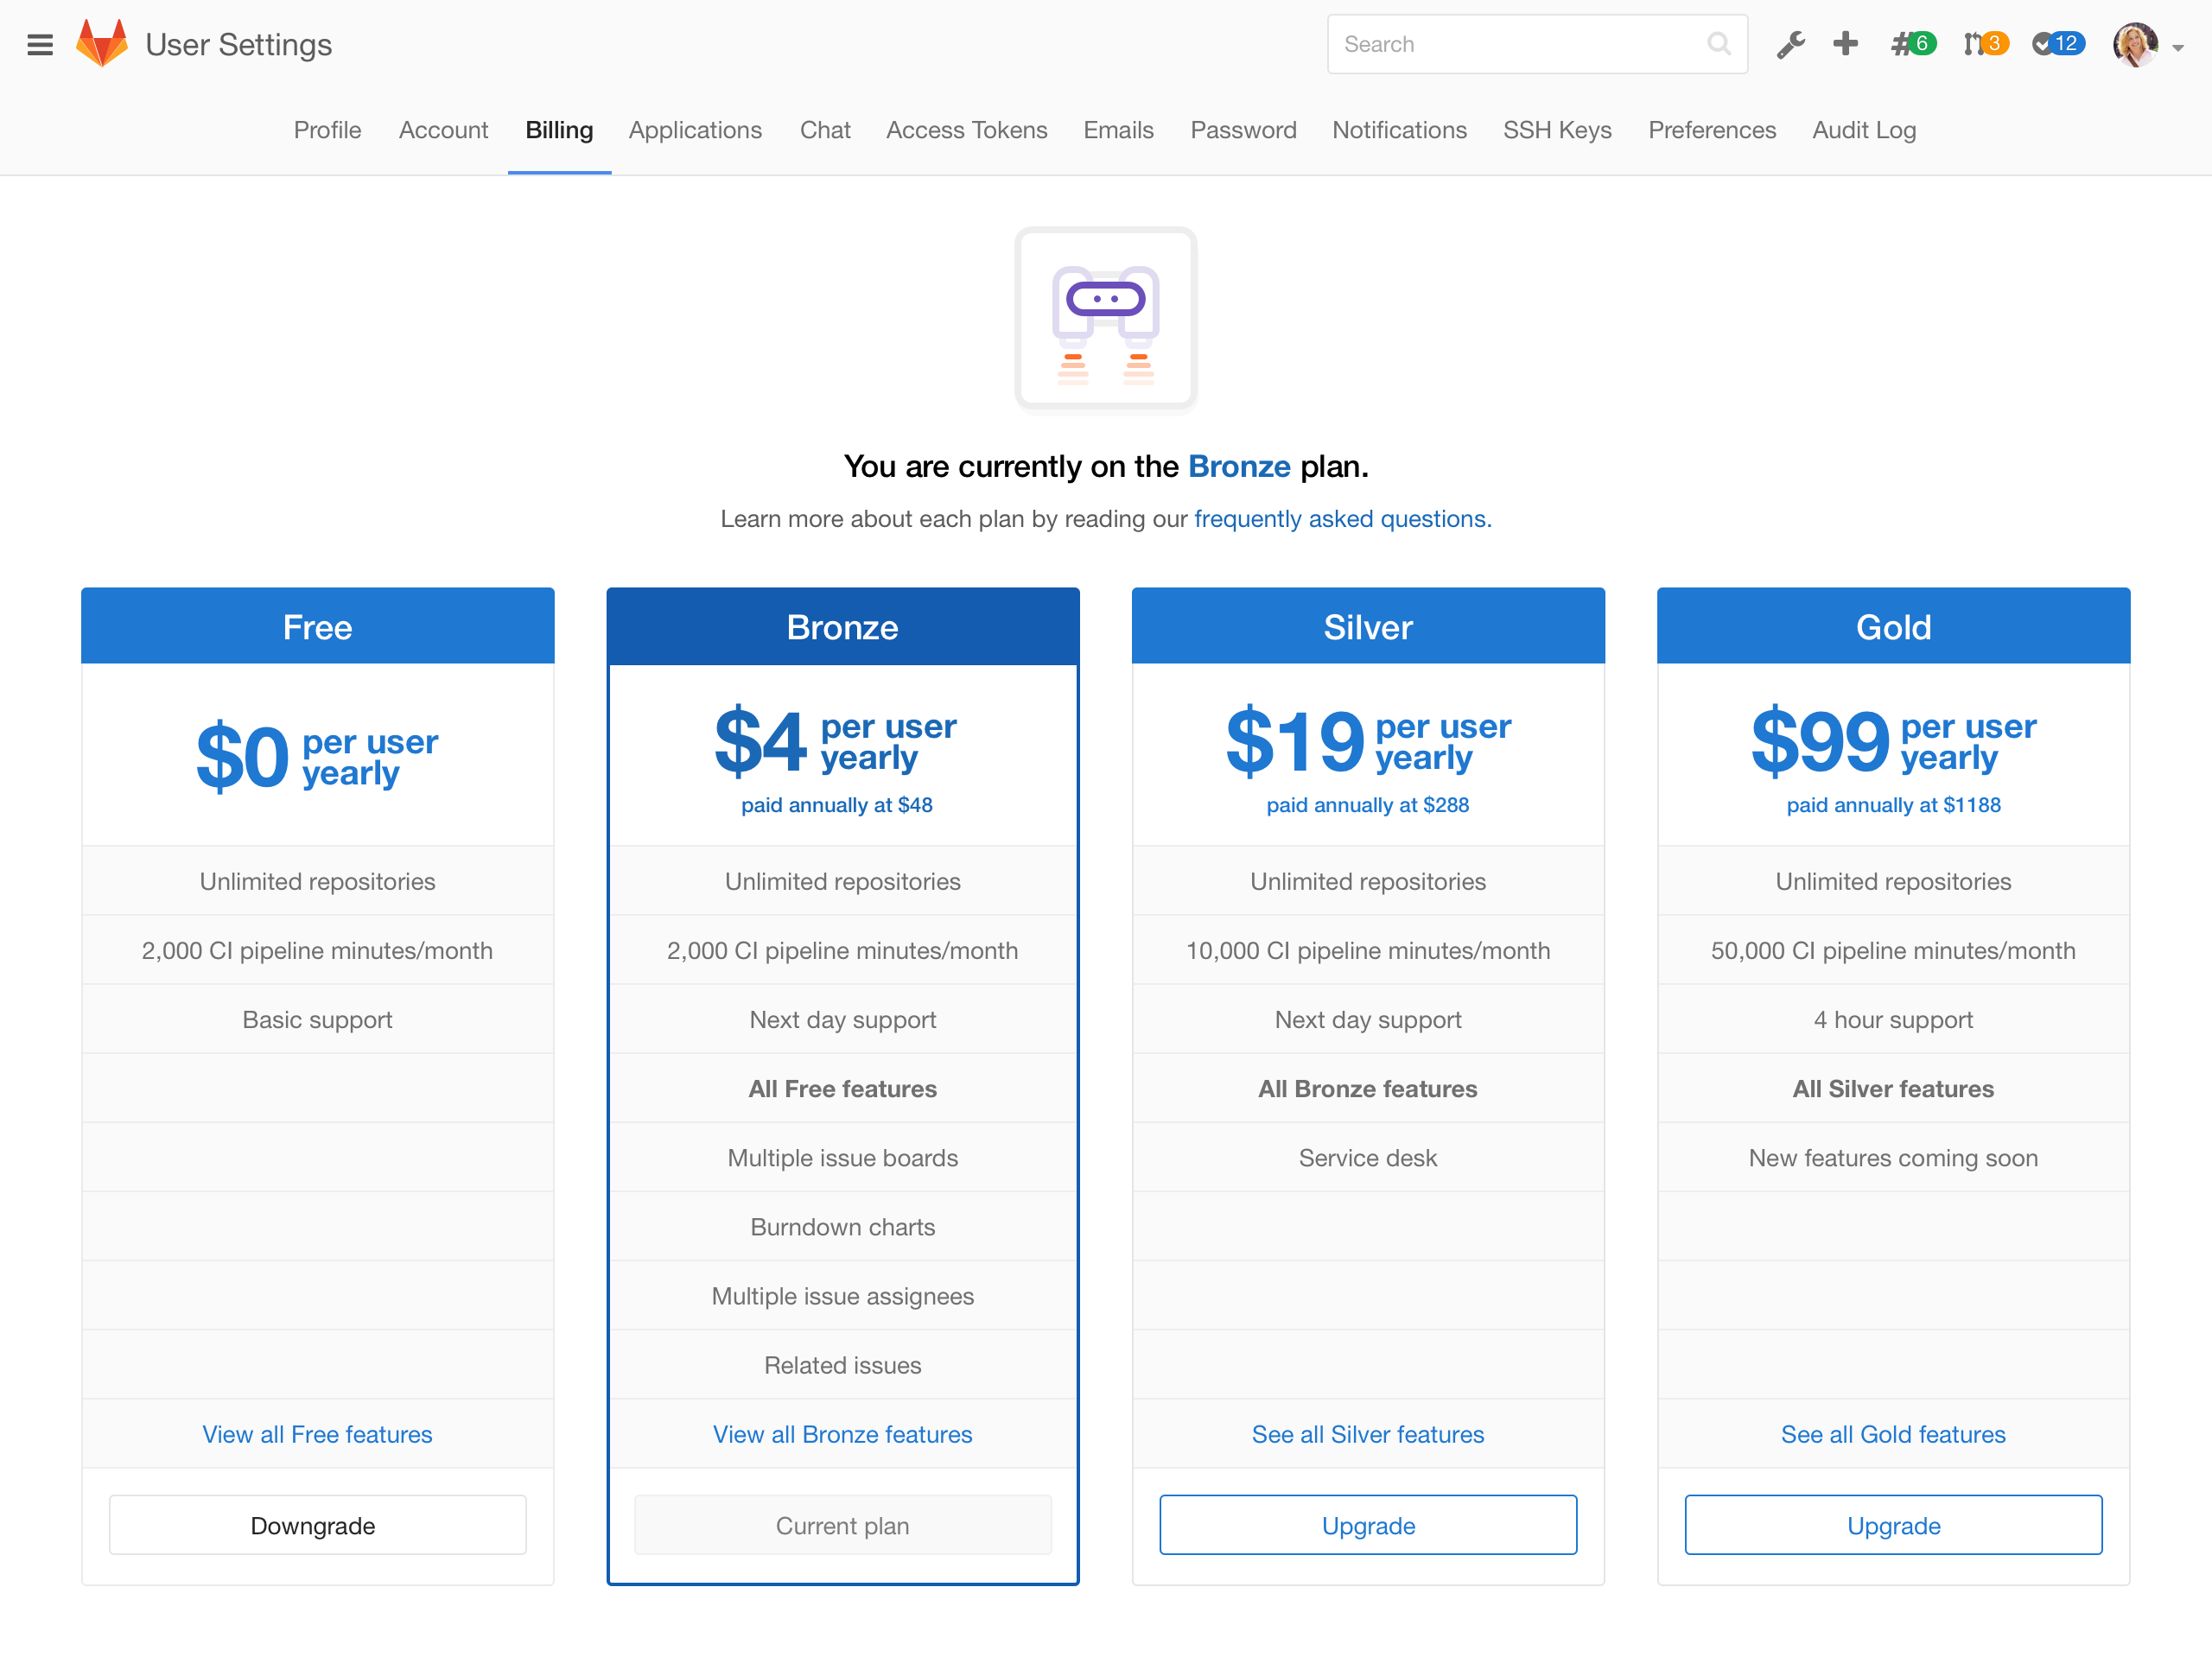 User Settings
Search
6
3
12
Profile Account Billing Applications Chat Access Tokens Emails Password Notifications SSH Keys Preferences Audit Log
You are currently on the Bronze plan.
Learn more about each plan by reading our frequently asked questions.
Free
$0 per user
yearly
Unlimited repositories
2,000 CI pipeline minutes/month
Basic support
View all Free features
Downgrade
Bronze
$4 per user
yearly
paid annually at $48
Unlimited repositories
2,000 CI pipeline minutes/month
Next day support
All Free features
Multiple issue boards
Burndown charts
Multiple issue assignees
Related issues
View all Bronze features
Current plan
Silver
$19 per user
yearly
paid annually at $288
Unlimited repositories
10,000 CI pipeline minutes/month
Next day support
All Bronze features
Service desk
See all Silver features
Upgrade
Gold
$99 per user
yearly
paid annually at $1188
Unlimited repositories
50,000 CI pipeline minutes/month
4 hour support
All Silver features
New features coming soon
See all Gold features
Upgrade